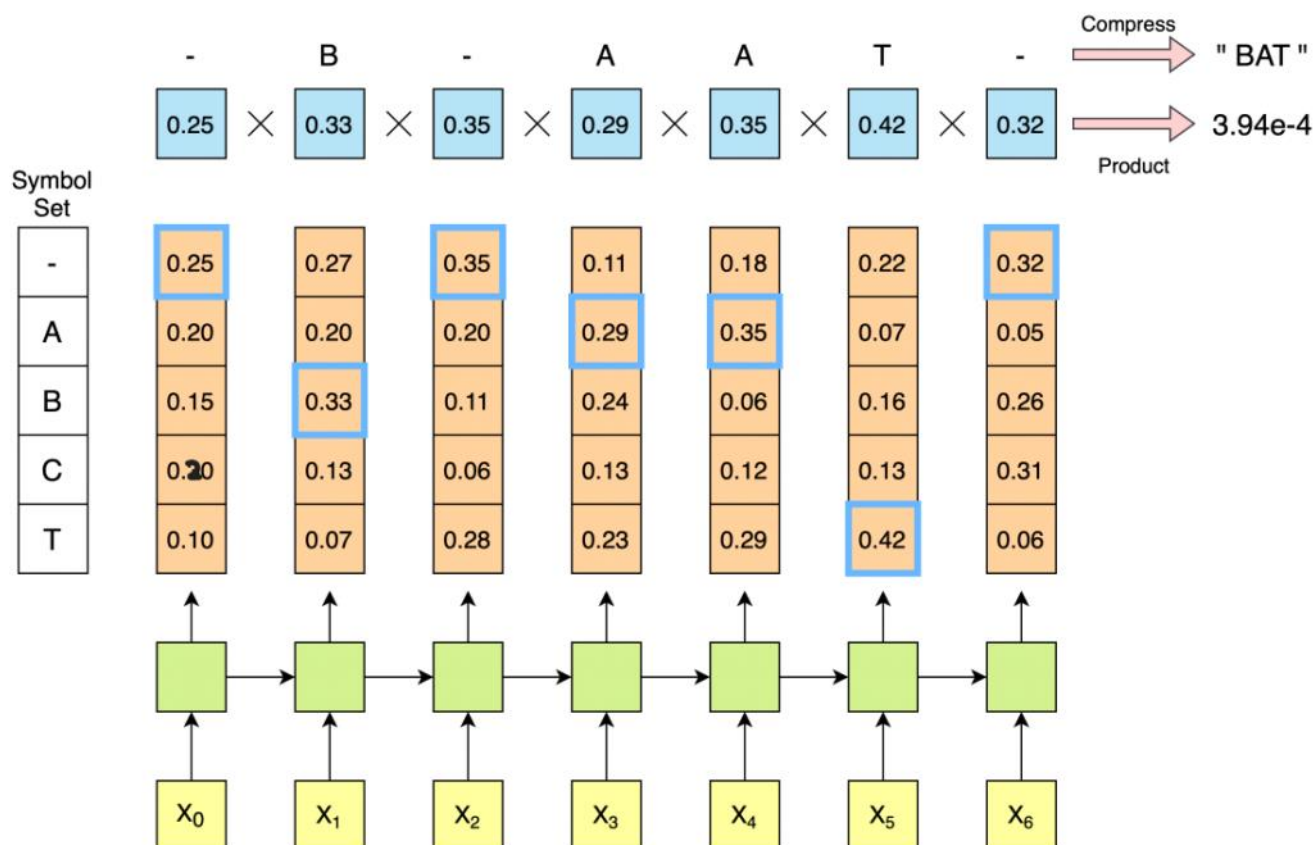 Compress
- B - A A T - " BAT "
0.25 × 0.33 × 0.35 × 0.29 × 0.35 × 0.42 × 0.32 3.94e-4
Product
Symbol
Set
- 0.25 0.27 0.35 0.11 0.18 0.22 0.32
A 0.20 0.20 0.20 0.29 0.35 0.07 0.05
B 0.15 0.33 0.11 0.24 0.06 0.16 0.26
C 0.20 0.13 0.06 0.13 0.12 0.13 0.31
T 0.10 0.07 0.28 0.23 0.29 0.42 0.06
X₀ X₁ X₂ X₃ X₄ X₅ X₆